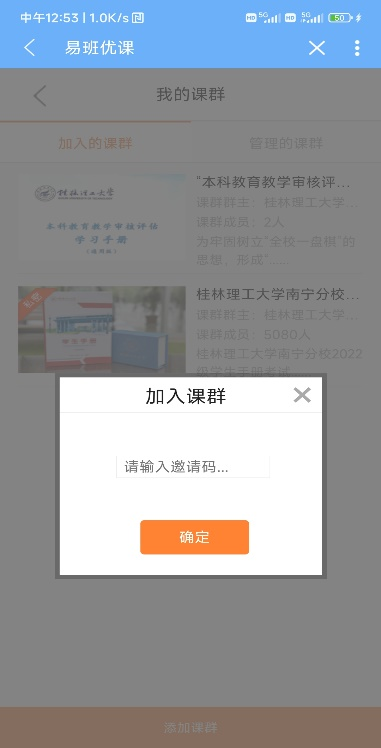 中午12:53 | 1.0K/s
HD 5G HD 5G 50
易班优课
我的课群
加入的课群
管理的课群
桂林理工大学
本科教育教学审核评估
学习手册
"本科教育教学审核评...
课群群主：桂林理工大学
课群成员：2人
为牢固树立"全校一盘棋"的
思想，形成"......
桂林理工大学南宁分校...
课群群主：桂林理工大学...
课群成员：5080人
桂林理工大学南宁分校2022
级学生手册考试
加入课群
请输入邀请码...
确定
添加课群